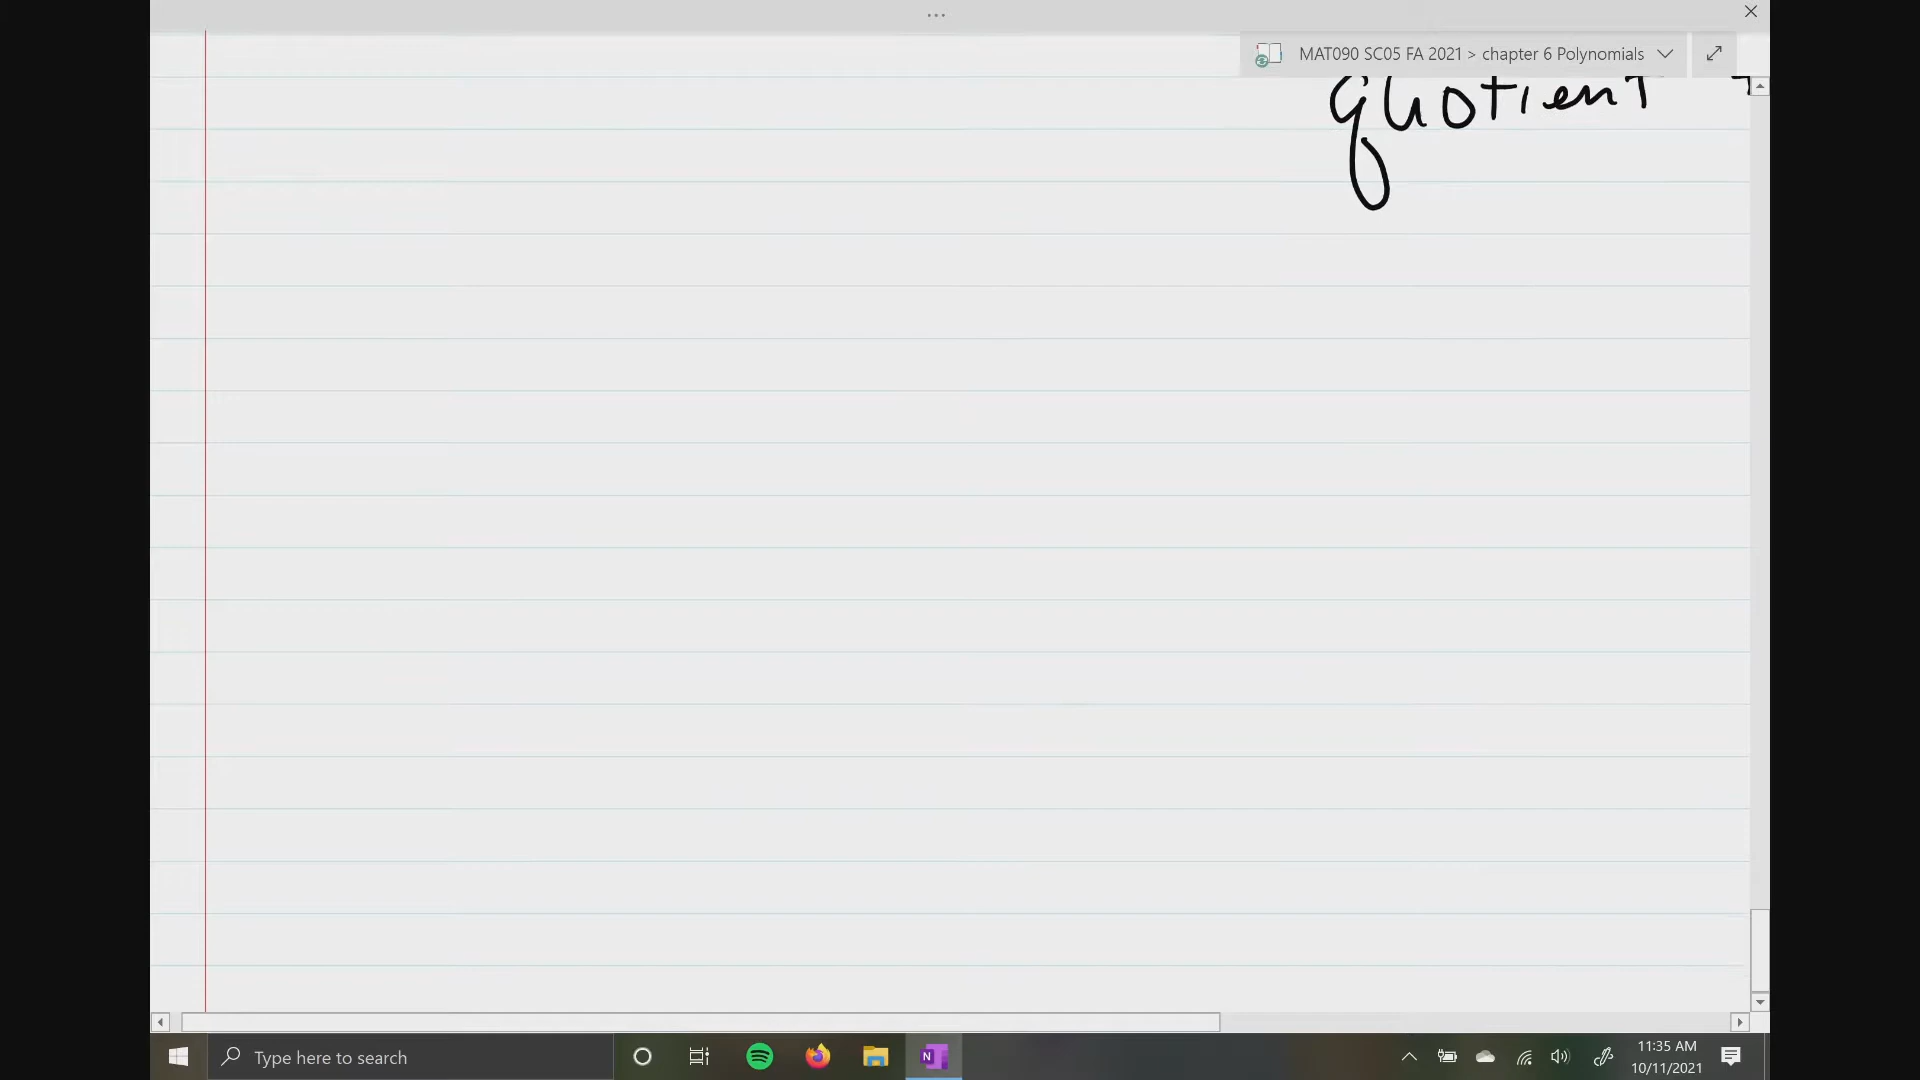 MAT090 SC05 FA 2021 > chapter 6 Polynomials
quotient +
Type here to search
11:35 AM
10/11/2021